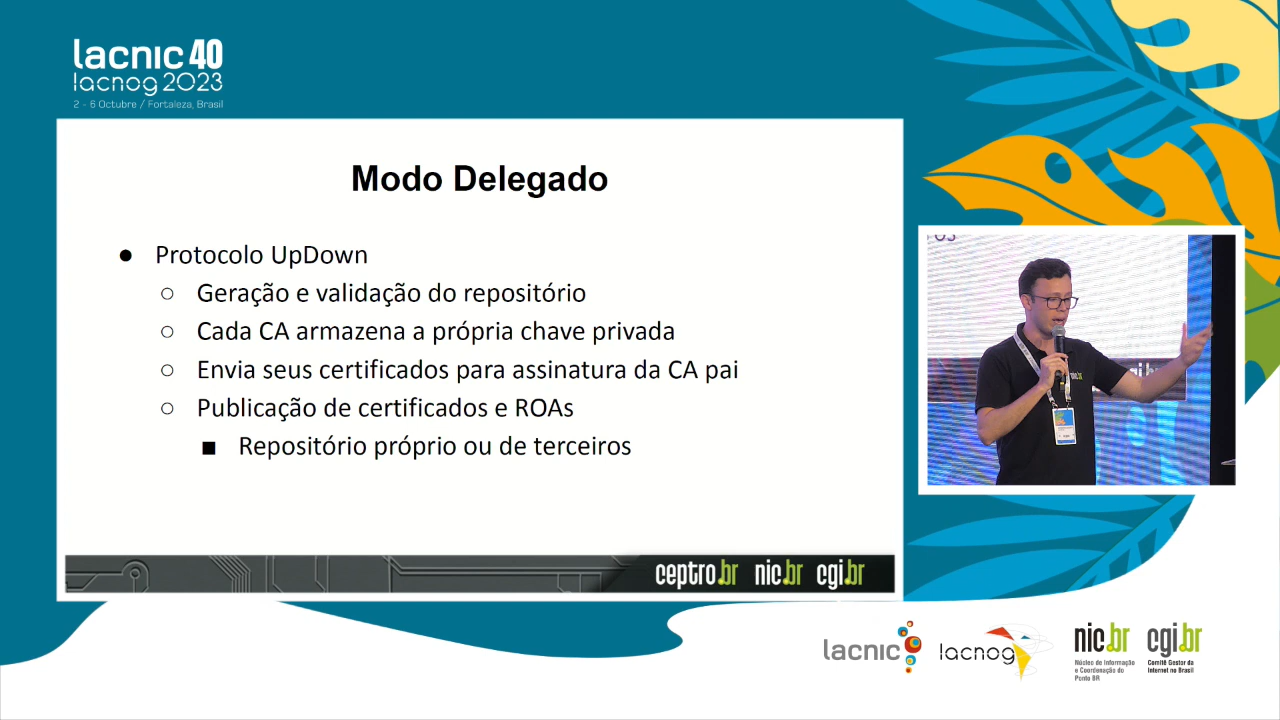 lacnic 40
lacnog 2023
2 - 6 Octubre / Fortaleza, Brasil
Modo Delegado
● Protocolo UpDown
○ Geração e validação do repositório
○ Cada CA armazena a própria chave privada
○ Envia seus certificados para assinatura da CA pai
○ Publicação de certificados e ROAs
■ Repositório próprio ou de terceiros
ceptro.br nic.br cgi.br
lacnic
lacnog
nic.br
Núcleo de Informação
e Coordenação do
Ponto BR
cgi.br
Comitê Gestor da
Internet no Brasil